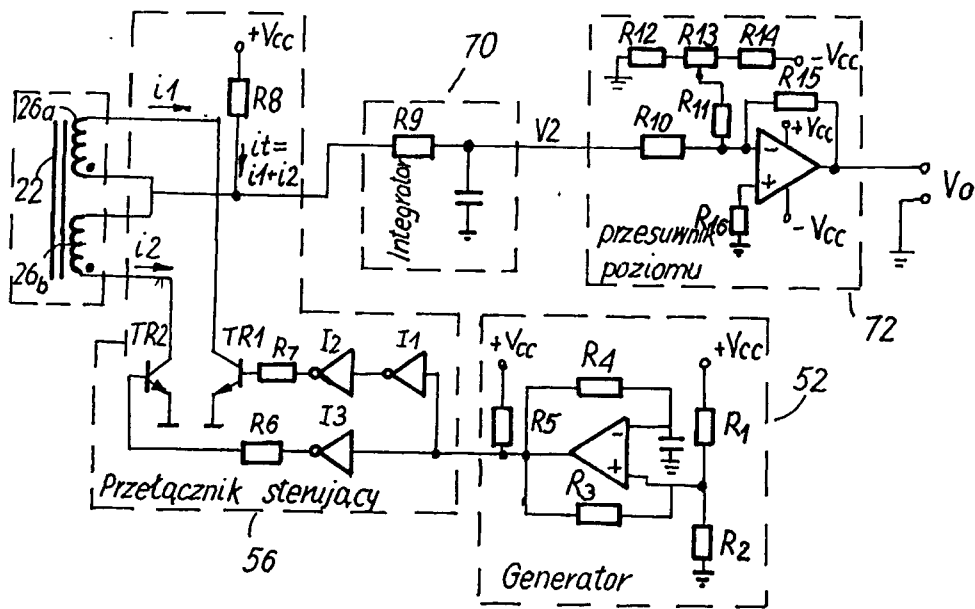 70
R12
R13
R14
-Vcc
+Vcc
i1
R8
26a
it=
i1+i2
R9
V2
R11
R10
R15
+Vcc
-
+
Vo
22
Integrator
R16
-Vcc
przesuwnik
poziomu
i2
26b
72
TR2
TR1
R7
I2
I1
+Vcc
R4
+Vcc
52
I3
R5
R1
R6
-
+
R3
Przełącznik sterujący
R2
56
Generator